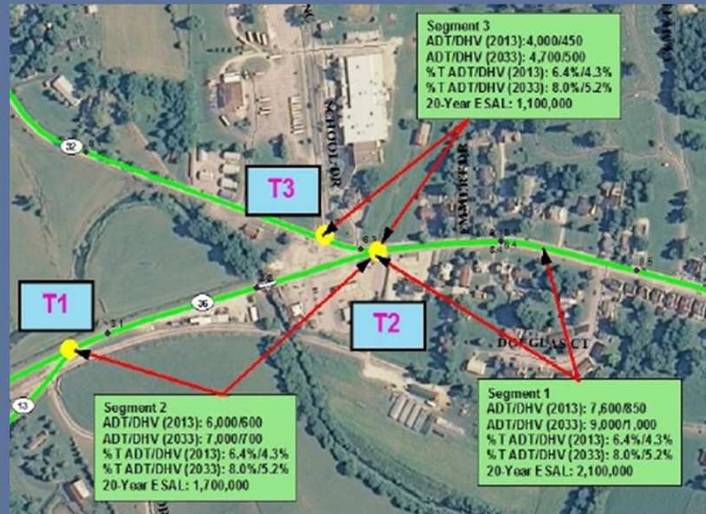 Segment 3
ADT/DHV (2013):4,000/450
ADT/DHV (2033): 4,700/500
%T ADT/DHV (2013): 6.4%/4.3%
%T ADT/DHV (2033): 8.0%/5.2%
20-Year ESAL: 1,100,000
SCHOOL DR
32
T3
T1
36
T2
DOUGLAS CT
13
Segment 2
ADT/DHV (2013): 6,000/600
ADT/DHV (2033): 7,000/700
%T ADT/DHV (2013): 6.4%/4.3%
%T ADT/DHV (2033): 8.0%/5.2%
20-Year ESAL: 1,700,000
Segment 1
ADT/DHV (2013): 7,600/850
ADT/DHV (2033): 9,000/1,000
%T ADT/DHV (2013): 6.4%/4.3%
%T ADT/DHV (2033): 8.0%/5.2%
20-Year ESAL: 2,100,000